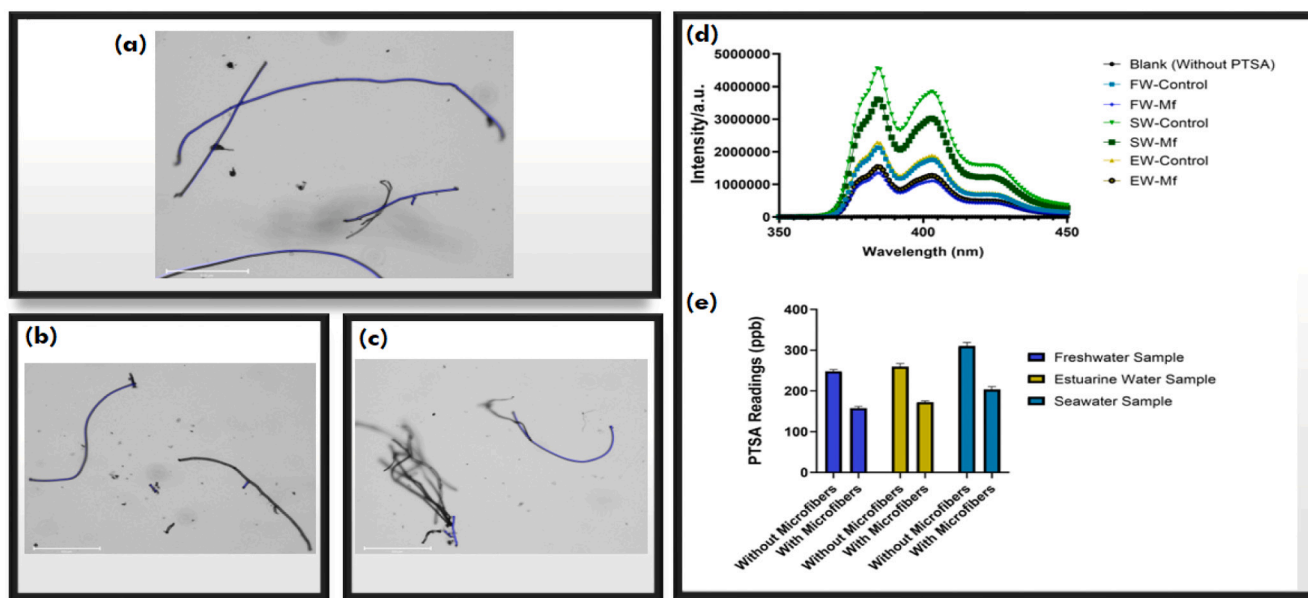 (a)
(b)
(c)
(d)
5000000
4000000
3000000
2000000
1000000
0
Intensity/a.u.
350
400
450
Wavelength (nm)
Blank (Without PTSA)
FW-Control
FW-Mf
SW-Control
SW-Mf
EW-Control
EW-Mf
(e)
400
300
200
100
0
PTSA Readings (ppb)
Without Microfibers
With Microfibers
Without Microfibers
With Microfibers
Without Microfibers
With Microfibers
Freshwater Sample
Estuarine Water Sample
Seawater Sample